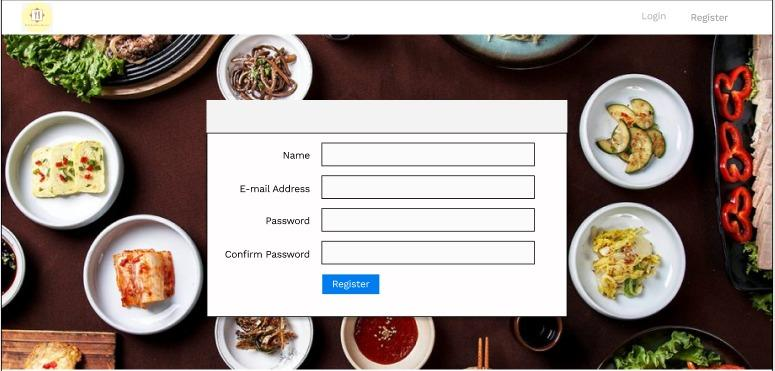 Login
Register
Name
E-mail Address
Password
Confirm Password
Register